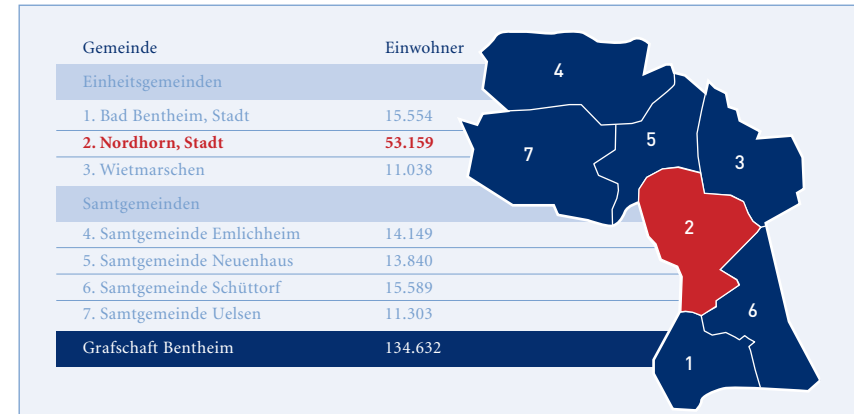 Gemeinde Einwohner
Einheitsgemeinden
1. Bad Bentheim, Stadt 15.554
2. Nordhorn, Stadt 53.159
3. Wietmarschen 11.038
Samtgemeinden
4. Samtgemeinde Emlichheim 14.149
5. Samtgemeinde Neuenhaus 13.840
6. Samtgemeinde Schüttorf 15.589
7. Samtgemeinde Uelsen 11.303
Grafschaft Bentheim 134.632
4
5
7
3
2
6
1